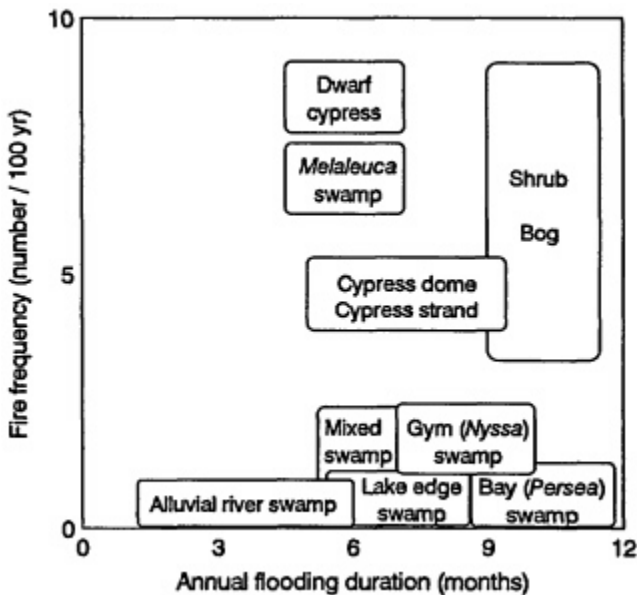 10
Dwarf
cypress
Melaleuca
swamp
Shrub
Bog
5
Cypress dome
Cypress strand
Mixed
swamp
Gym (Nyssa)
swamp
Alluvial river swamp
Lake edge
swamp
Bay (Persea)
swamp
0
0 3 6 9 12
Annual flooding duration (months)
Fire frequency (number / 100 yr)